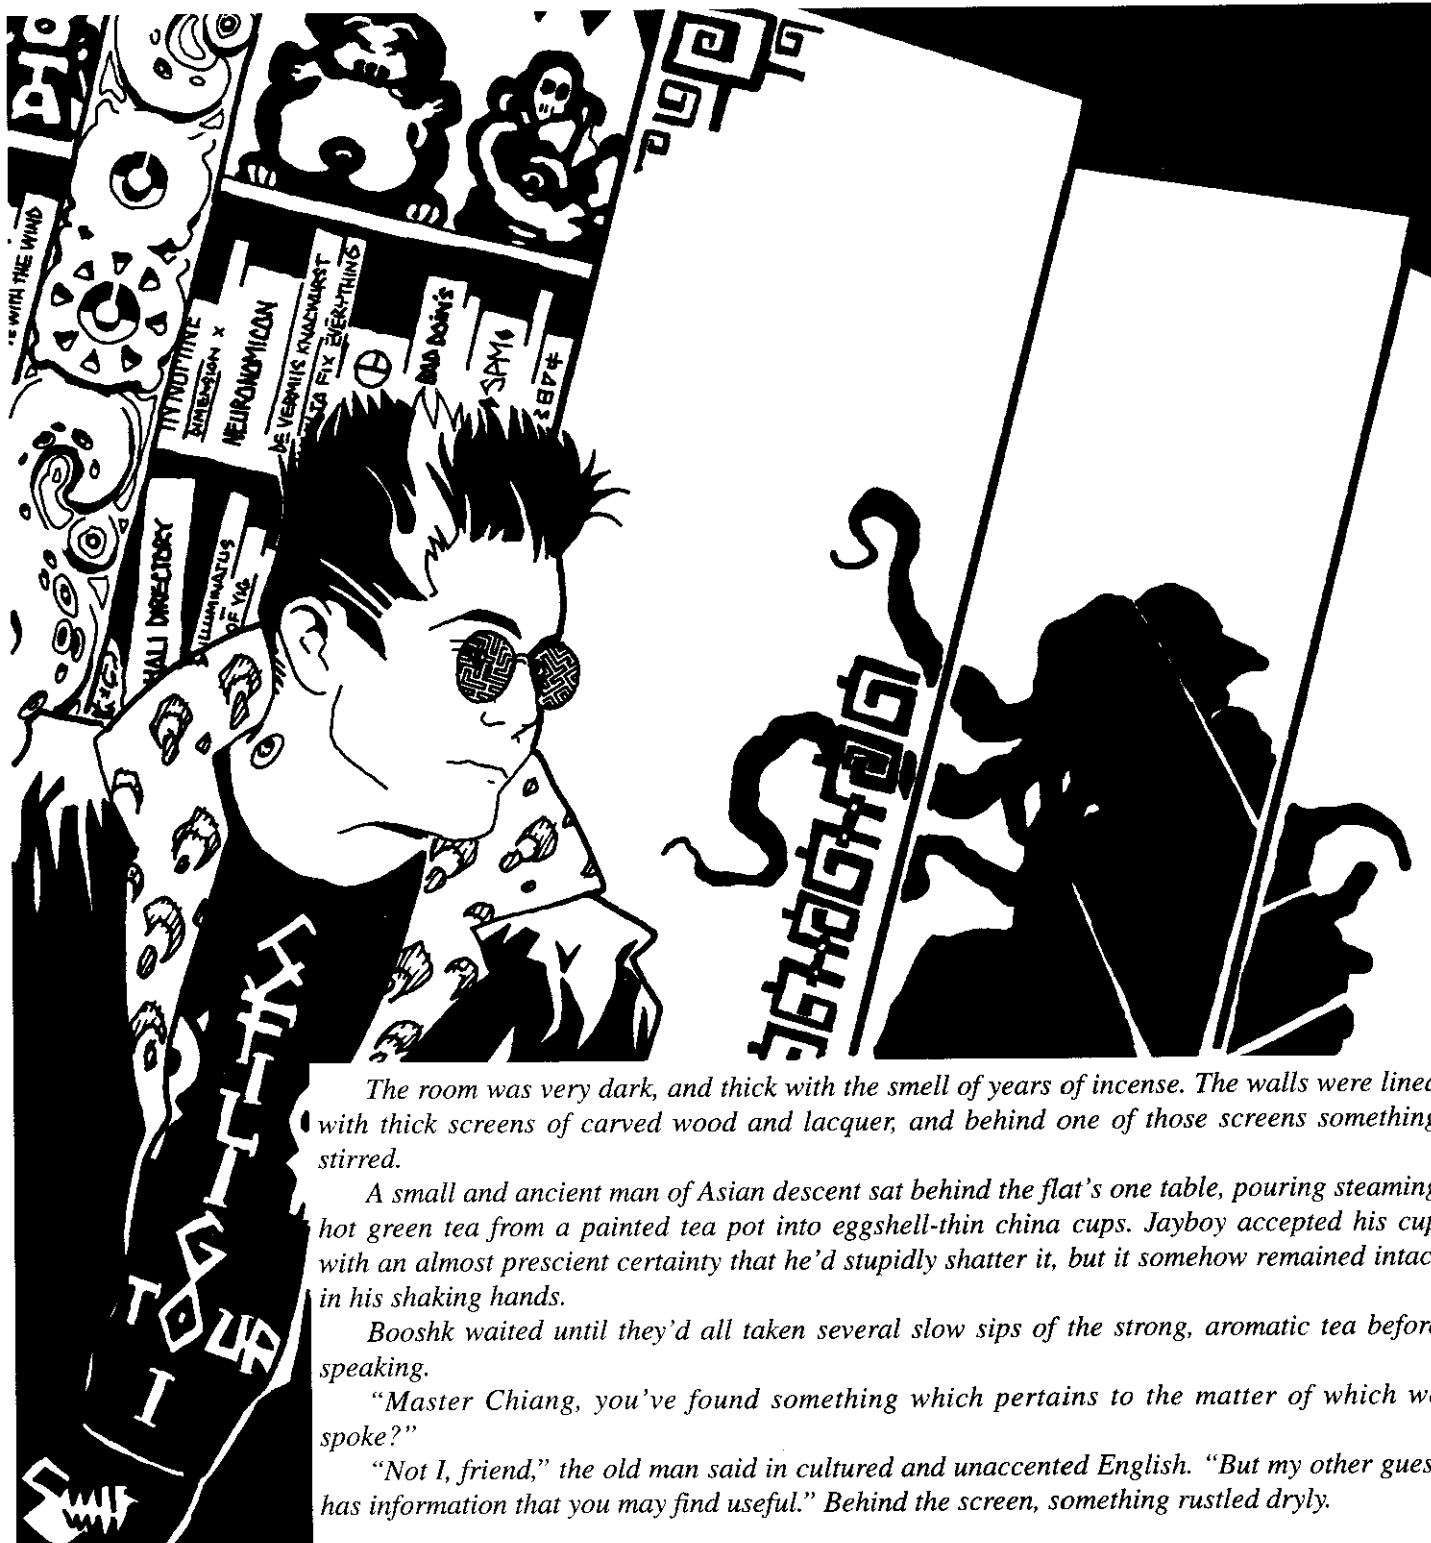 WITH THE WIND
IN NOMINE
DIMENSION X
NEURONOMICON
DE VERMIIS KNACKWURST
FIX EVERYTHING
BAD DOIN'S
SPAM
HALI DIRECTORY
ILLUMINATUS
OF YIG
TOUR
I
The room was very dark, and thick with the smell of years of incense. The walls were lined
with thick screens of carved wood and lacquer, and behind one of those screens something
stirred.
A small and ancient man of Asian descent sat behind the flat's one table, pouring steaming
hot green tea from a painted tea pot into eggshell-thin china cups. Jayboy accepted his cup
with an almost prescient certainty that he'd stupidly shatter it, but it somehow remained intac
in his shaking hands.
Booshk waited until they'd all taken several slow sips of the strong, aromatic tea before
speaking.
“Master Chiang, you've found something which pertains to the matter of which we
spoke?”
“Not I, friend,” the old man said in cultured and unaccented English. “But my other gues
has information that you may find useful.” Behind the screen, something rustled dryly.